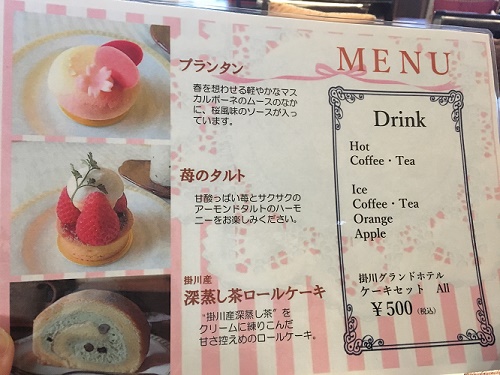 MENU
プランタン
春を想わせる軽やかなマス
カルポーネのムースのなか
に、桜風味のソースが入っ
ています。
苺のタルト
甘酸っぱい苺とサクサクの
アーモンドタルトのハーモ
ニーをお楽しみください。
掛川産
深蒸し茶ロールケーキ
"掛川産深蒸し茶"を
クリームに練りこんだ
甘さ控えめのロールケーキ。
Drink
Hot
Coffee・Tea
Ice
Coffee・Tea
Orange
Apple
掛川グランドホテル
ケーキセット All
￥500(税込)